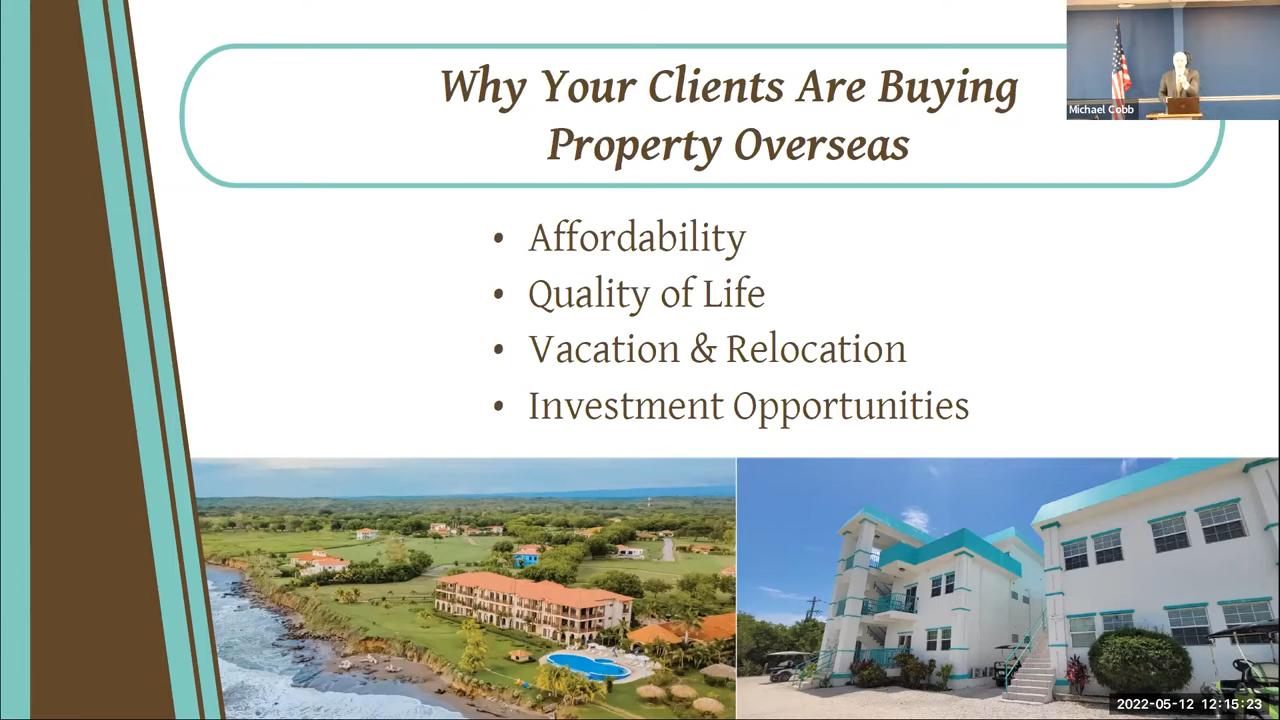 Why Your Clients Are Buying
Property Overseas
Michael Cobb
• Affordability
• Quality of Life
• Vacation & Relocation
• Investment Opportunities
2022-05-12 12:15:23